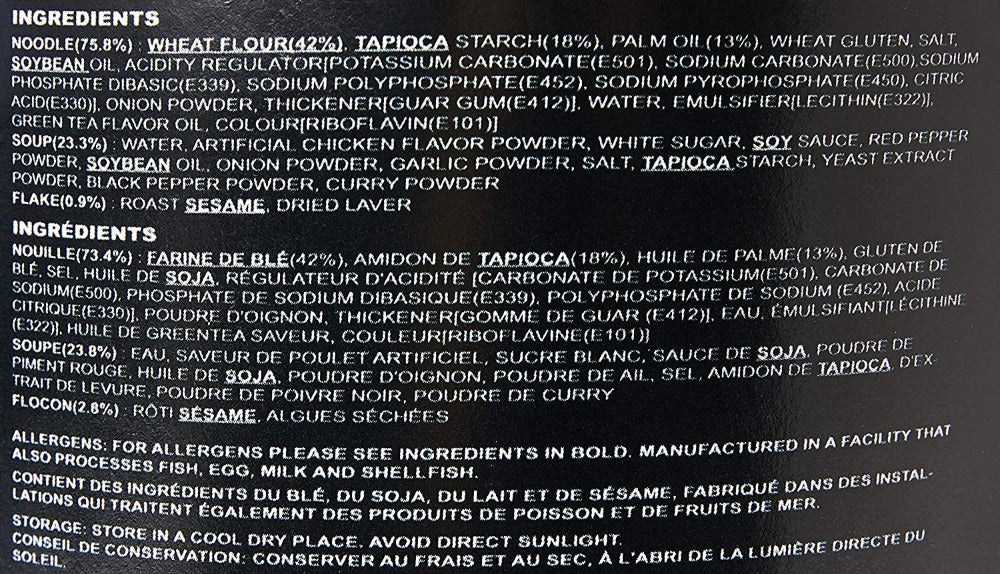 INGREDIENTS
NOODLE(75.8%) : WHEAT FLOUR(42%), TAPIOCA STARCH(18%), PALM OIL(13%), WHEAT GLUTEN, SALT,
SOYBEAN OIL, ACIDITY REGULATOR[POTASSIUM CARBONATE(E501), SODIUM CARBONATE(E500), SODIUM
PHOSPHATE DIBASIC(E339), SODIUM POLYPHOSPHATE(E452), SODIUM PYROPHOSPHATE(E450), CITRIC
ACID(E330)], ONION POWDER, THICKENER[GUAR GUM(E412)], WATER, EMULSIFIER[LECITHIN(E322)],
GREEN TEA FLAVOR OIL, COLOUR[RIBOFLAVIN(E101)]
SOUP(23.3%) : WATER, ARTIFICIAL CHICKEN FLAVOR POWDER, WHITE SUGAR, SOY SAUCE, RED PEPPER
POWDER, SOYBEAN OIL, ONION POWDER, GARLIC POWDER, SALT, TAPIOCA STARCH, YEAST EXTRACT
POWDER, BLACK PEPPER POWDER, CURRY POWDER
FLAKE(0.9%) : ROAST SESAME, DRIED LAVER
INGRÉDIENTS
NOUILLE(73.4%) : FARINE DE BLÉ(42%), AMIDON DE TAPIOCA(18%), HUILE DE PALME(13%), GLUTEN DE
BLÉ, SEL, HUILE DE SOJA, RÉGULATEUR D'ACIDITÉ [CARBONATE DE POTASSIUM(E501), CARBONATE DE
SODIUM(E500), PHOSPHATE DE SODIUM DIBASIQUE(E339), POLYPHOSPHATE DE SODIUM (E452), ACIDE
CITRIQUE(E330)], POUDRE D'OIGNON, THICKENER[GOMME DE GUAR (E412)], EAU, ÉMULSIFIANT[LÉCITHINE
(E322)], HUILE DE GREENTEA SAVEUR, COULEUR[RIBOFLAVINE(E101)]
SOUPE(23.8%) : EAU, SAVEUR DE POULET ARTIFICIEL, SUCRE BLANC, SAUCE DE SOJA, POUDRE DE
PIMENT ROUGE, HUILE DE SOJA, POUDRE D'OIGNON, POUDRE DE AIL, SEL, AMIDON DE TAPIOCA, D'EX-
TRAIT DE LEVURE, POUDRE DE POIVRE NOIR, POUDRE DE CURRY
FLOCON(2.8%) : RÔTI SÉSAME, ALGUES SÉCHÉES
ALLERGENS: FOR ALLERGENS PLEASE SEE INGREDIENTS IN BOLD. MANUFACTURED IN A FACILITY THAT
ALSO PROCESSES FISH, EGG, MILK AND SHELLFISH.
CONTIENT DES INGRÉDIENTS DU BLÉ, DU SOJA, DU LAIT ET DE SÉSAME, FABRIQUÉ DANS DES INSTAL-
LATIONS QUI TRAITENT ÉGALEMENT DES PRODUITS DE POISSON ET DE FRUITS DE MER.
STORAGE: STORE IN A COOL DRY PLACE, AVOID DIRECT SUNLIGHT.
CONSEIL DE CONSERVATION: CONSERVER AU FRAIS ET AU SEC, À L'ABRI DE LA LUMIÈRE DIRECTE DU
SOLEIL.